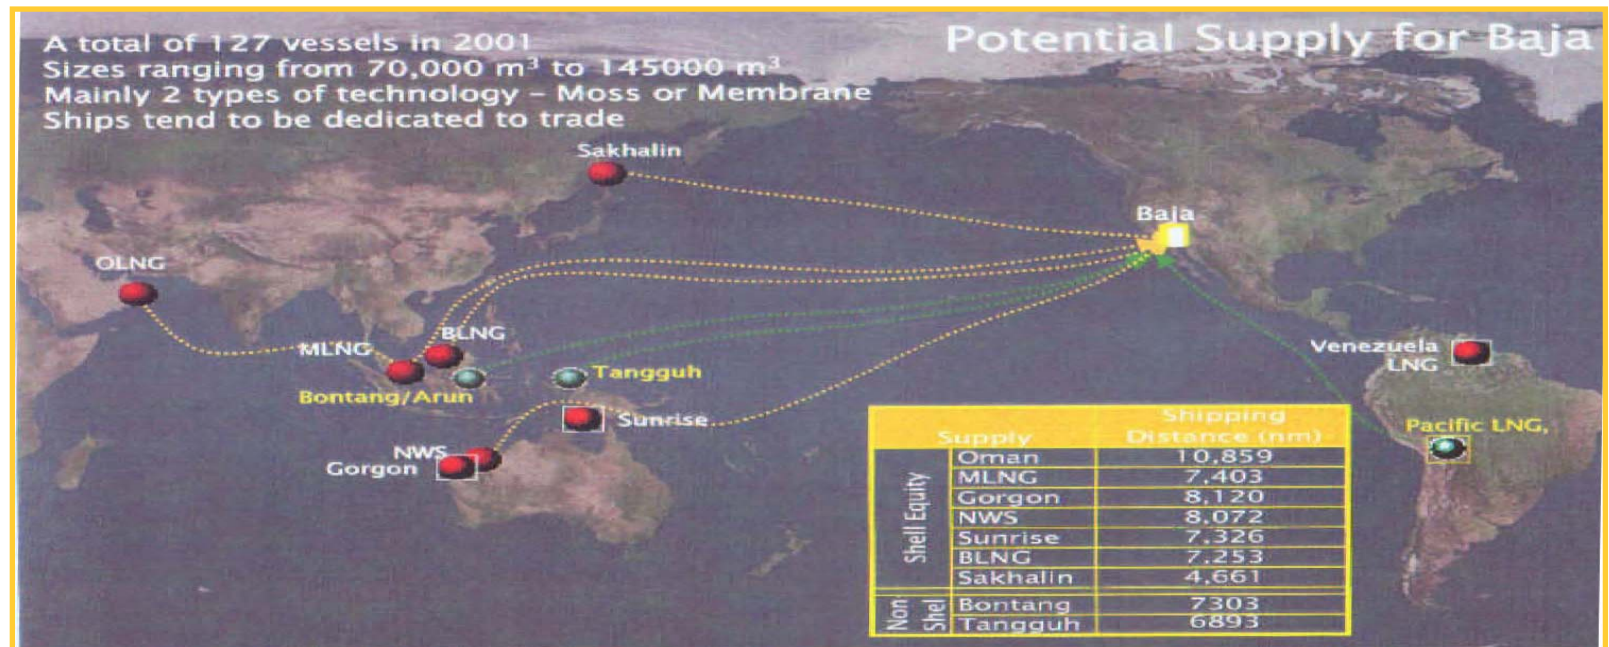 A total of 127 vessels in 2001
Sizes ranging from 70,000 m³ to 145000 m³
Mainly 2 types of technology – Moss or Membrane
Ships tend to be dedicated to trade
Potential Supply for Baja
Sakhalin
Baja
OLNG
MLNG
BLNG
Bontang/Arun
Tangguh
Sunrise
NWS
Gorgon
Venezuela
LNG
Pacific LNG,
Supply Shipping
Distance (nm)
Shell Equity
Oman 10,859
MLNG 7,403
Gorgon 8,120
NWS 8,072
Sunrise 7,326
BLNG 7,253
Sakhalin 4,661
Non-
Shel
Bontang 7303
Tangguh 6893